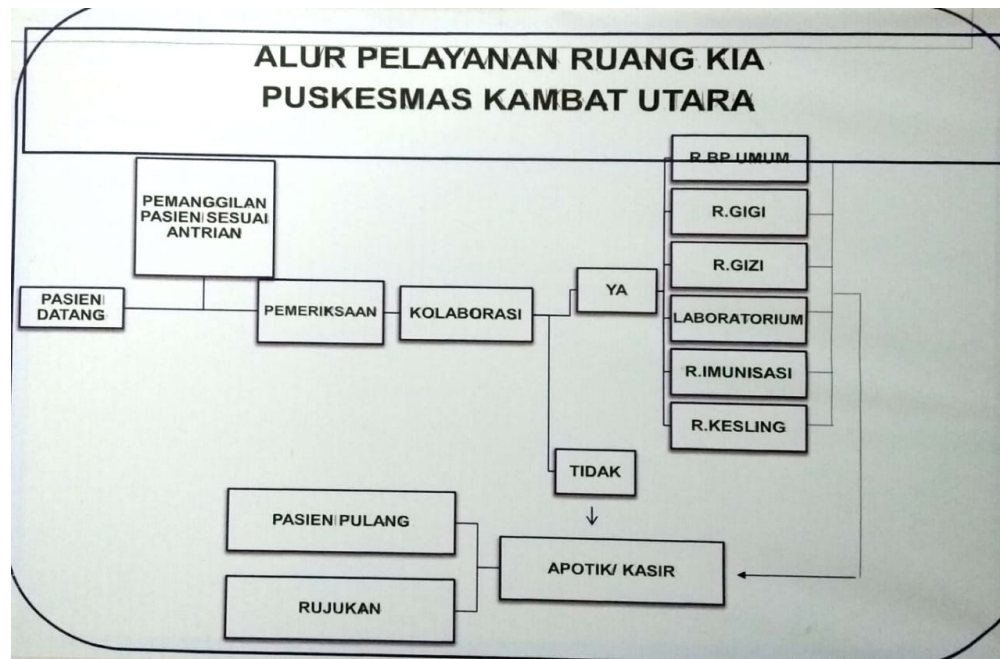 ALUR PELAYANAN RUANG KIA
PUSKESMAS KAMBAT UTARA
PEMANGGILAN
PASIEN SESUAI
ANTRIAN
PASIEN
DATANG
PEMERIKSAAN
KOLABORASI
YA
R.BP UMUM
R.GIGI
R.GIZI
LABORATORIUM
R.IMUNISASI
R.KESLING
TIDAK
APOTIK/ KASIR
PASIEN PULANG
RUJUKAN